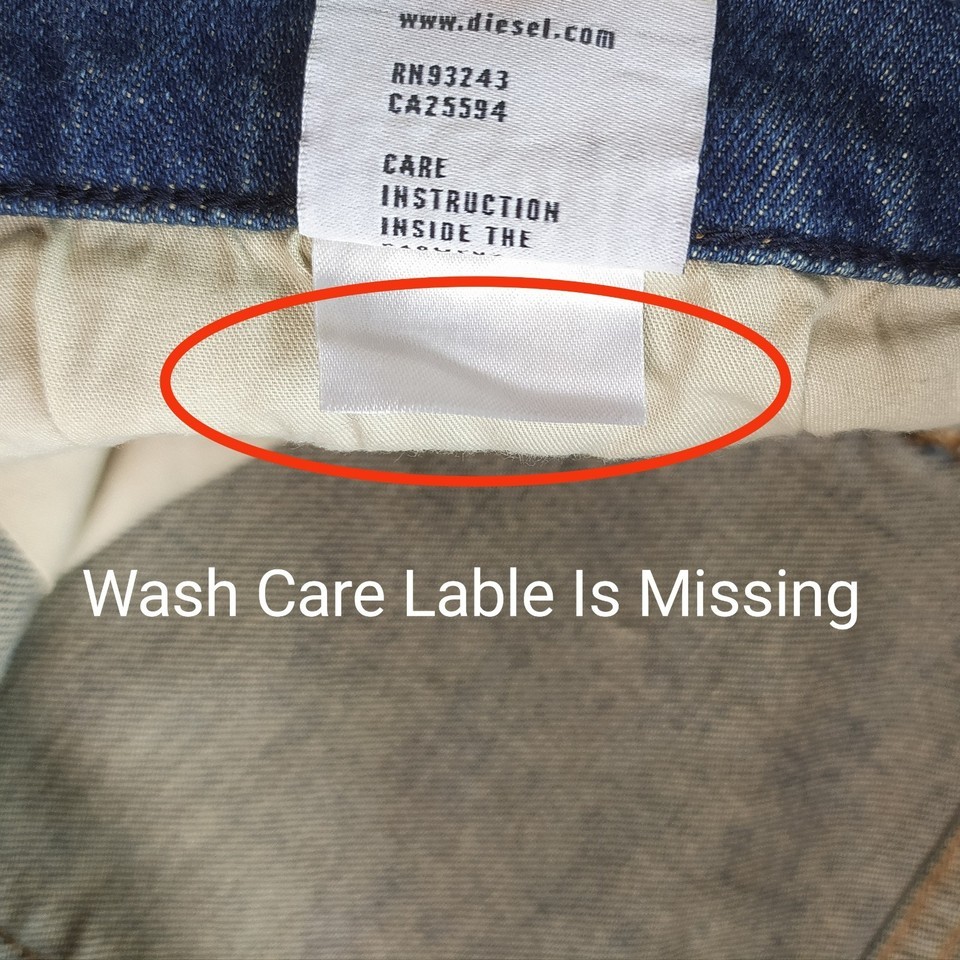 www.diesel.com
RN93243
CA25594
CARE
INSTRUCTION
INSIDE THE
Wash Care Lable Is Missing